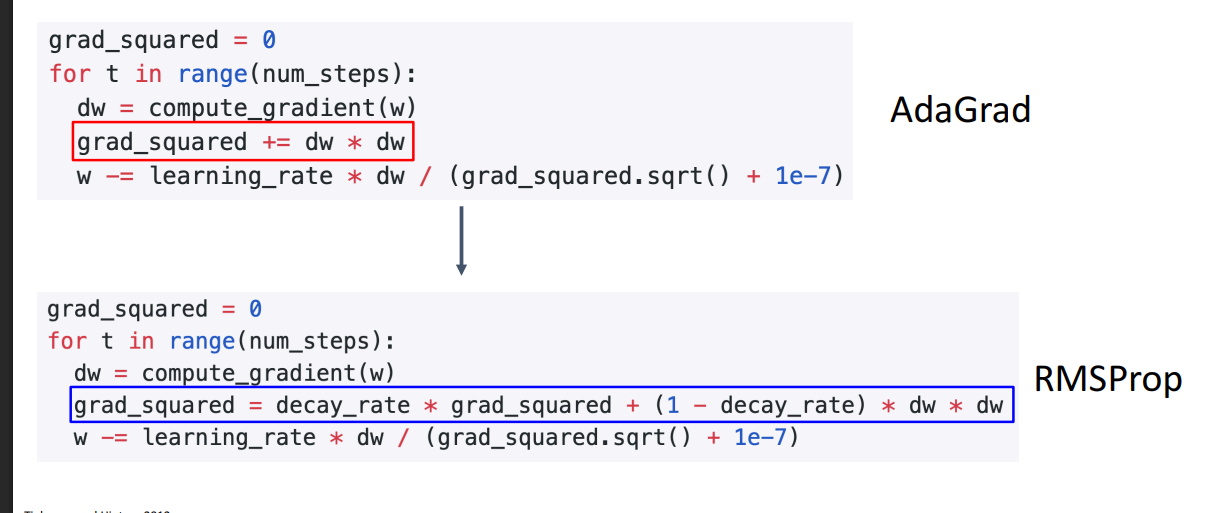 grad_squared = 0
for t in range(num_steps):
  dw = compute_gradient(w)
  grad_squared += dw * dw
  w -= learning_rate * dw / (grad_squared.sqrt() + 1e-7)
AdaGrad
grad_squared = 0
for t in range(num_steps):
  dw = compute_gradient(w)
  grad_squared = decay_rate * grad_squared + (1 - decay_rate) * dw * dw
  w -= learning_rate * dw / (grad_squared.sqrt() + 1e-7)
RMSProp